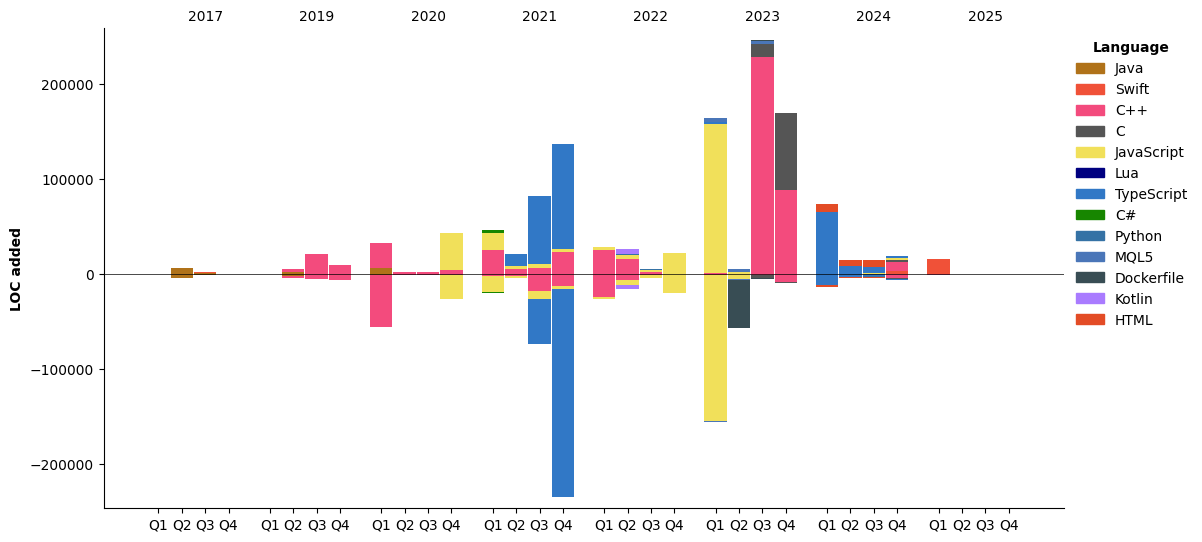 2017 2019 2020 2021 2022 2023 2024 2025
Language
Java
Swift
C++
C
JavaScript
Lua
TypeScript
C#
Python
MQL5
Dockerfile
Kotlin
HTML
LOC added
200000
100000
0
−100000
−200000
Q1 Q2 Q3 Q4 Q1 Q2 Q3 Q4 Q1 Q2 Q3 Q4 Q1 Q2 Q3 Q4 Q1 Q2 Q3 Q4 Q1 Q2 Q3 Q4 Q1 Q2 Q3 Q4 Q1 Q2 Q3 Q4